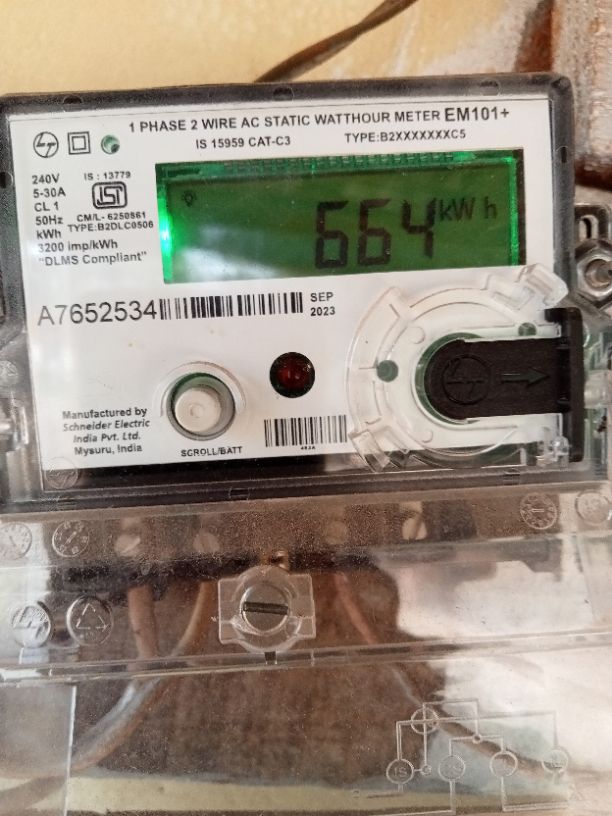 1 PHASE 2 WIRE AC STATIC WATTHOUR METER EM101+
IS 15959 CAT-C3 TYPE:B2XXXXXXXC5
240V IS : 13779
5-30A
CL 1
50Hz CM/L- 6250861
kWh TYPE:B2DLC0506
3200 imp/kWh
"DLMS Compliant"
664 kWh
A7652534 SEP
2023
Manufactured by
Schneider Electric
India Pvt. Ltd.
Mysuru, India
SCROLL/BATT